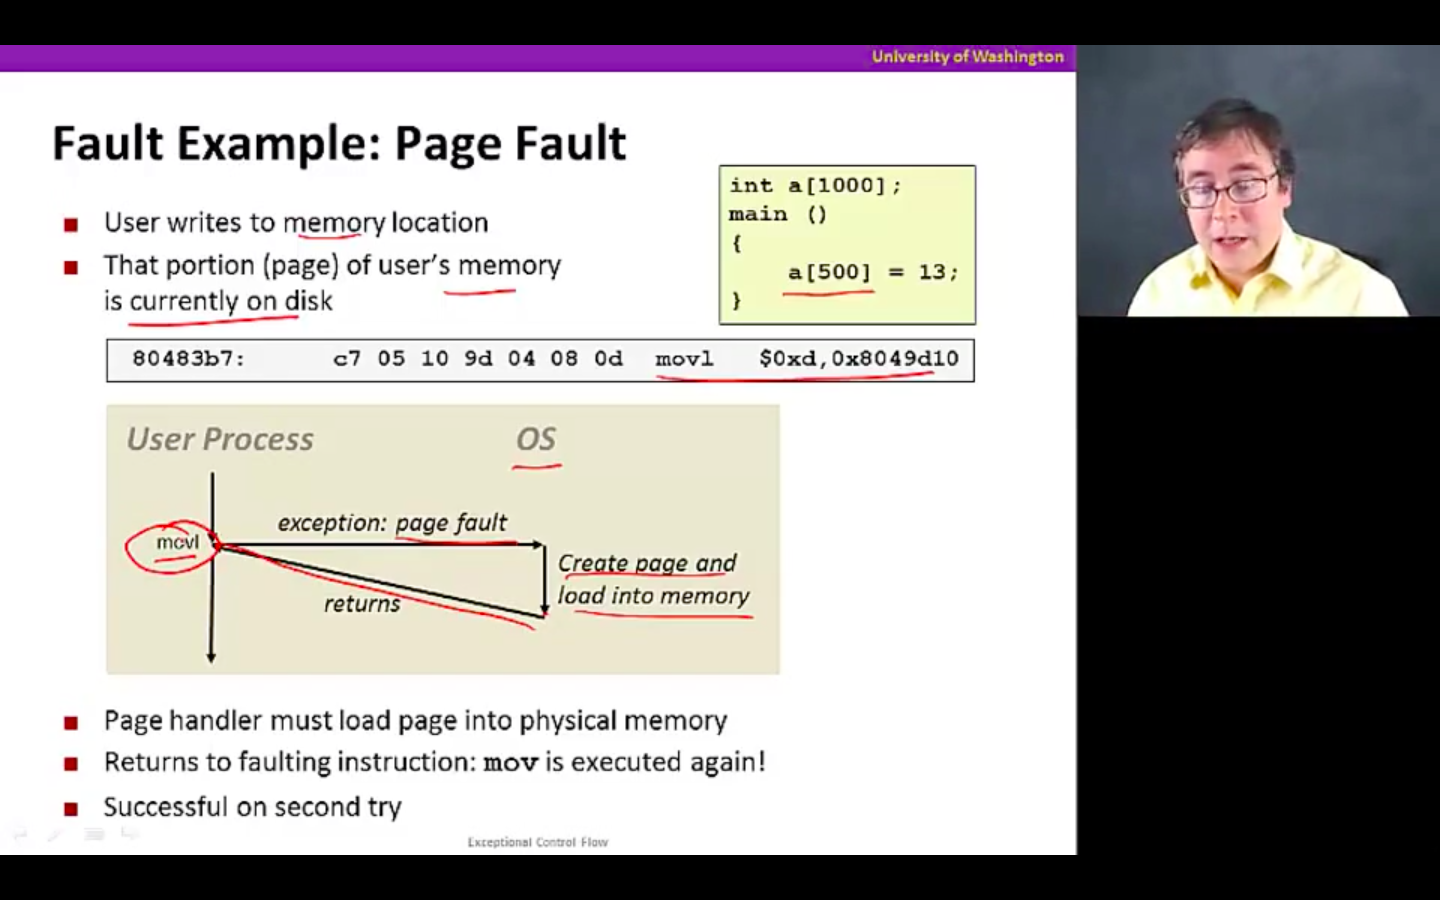 University of Washington
Fault Example: Page Fault
User writes to memory location
That portion (page) of user's memory
is currently on disk
int a[1000];
main ()
{
a[500] = 13;
}
80483b7: c7 05 10 9d 04 08 0d movl $0xd,0x8049d10
User Process OS
exception: page fault
movl
Create page and
load into memory
returns
Page handler must load page into physical memory
Returns to faulting instruction: mov is executed again!
Successful on second try
Exceptional Control Flow